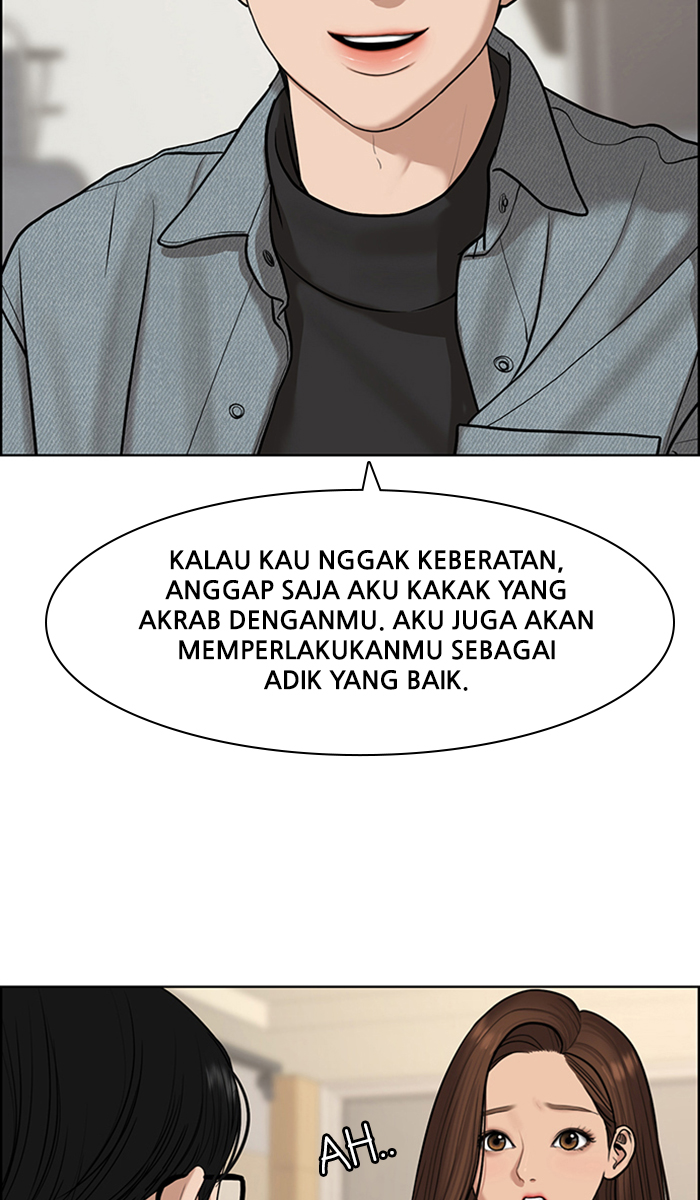 KALAU KAU NGGAK KEBERATAN,
ANGGAP SAJA AKU KAKAK YANG
AKRAB DENGANMU. AKU JUGA AKAN
MEMPERLAKUKANMU SEBAGAI
ADIK YANG BAIK.
AH..